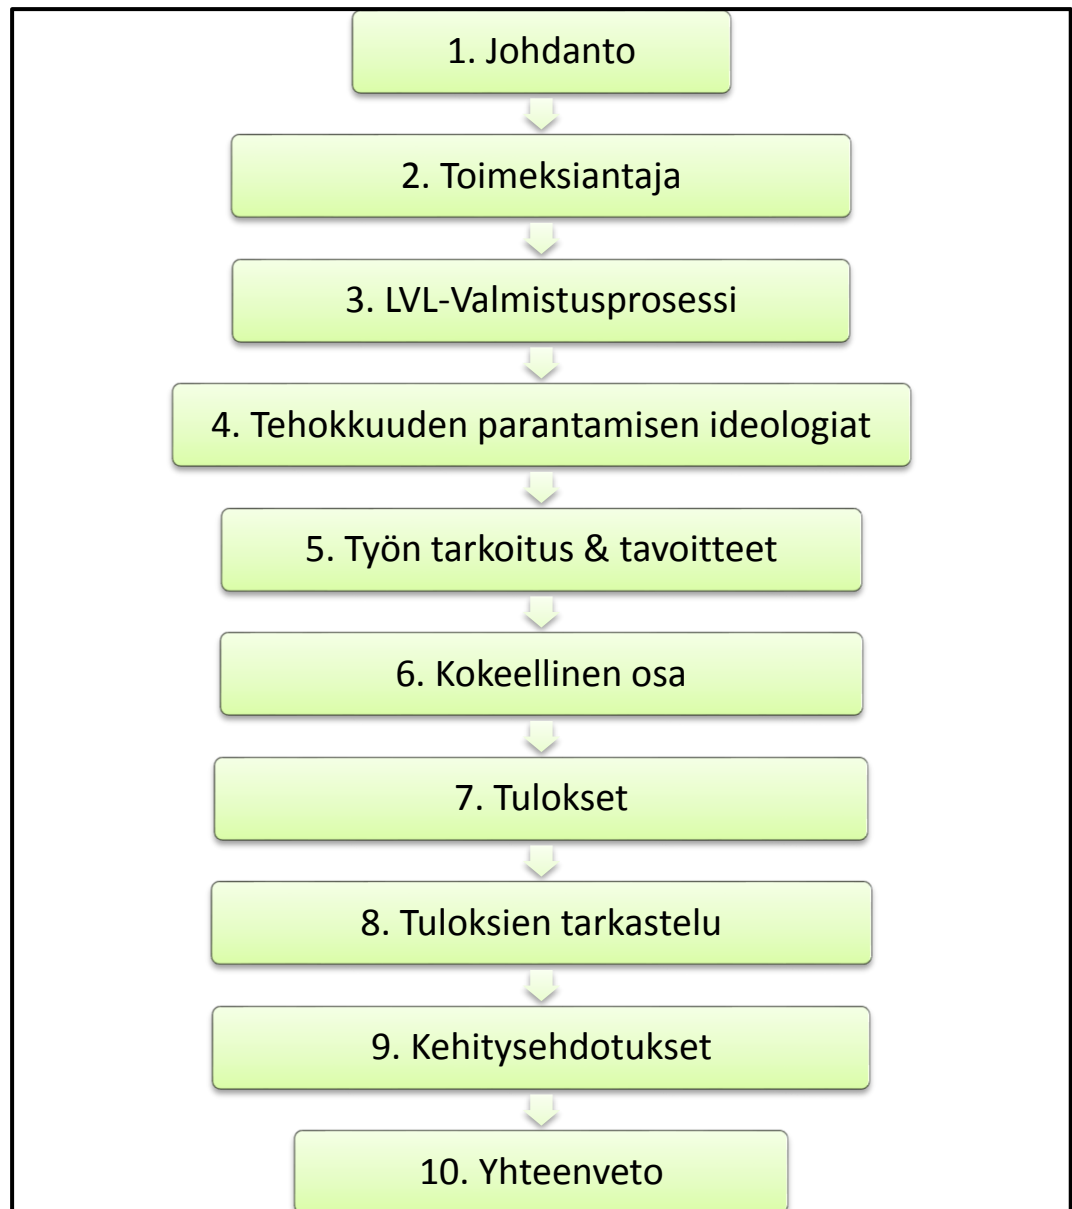 1. Johdanto
2. Toimeksiantaja
3. LVL-Valmistusprosessi
4. Tehokkuuden parantamisen ideologiat
5. Työn tarkoitus & tavoitteet
6. Kokeellinen osa
7. Tulokset
8. Tuloksien tarkastelu
9. Kehitysehdotukset
10. Yhteenveto